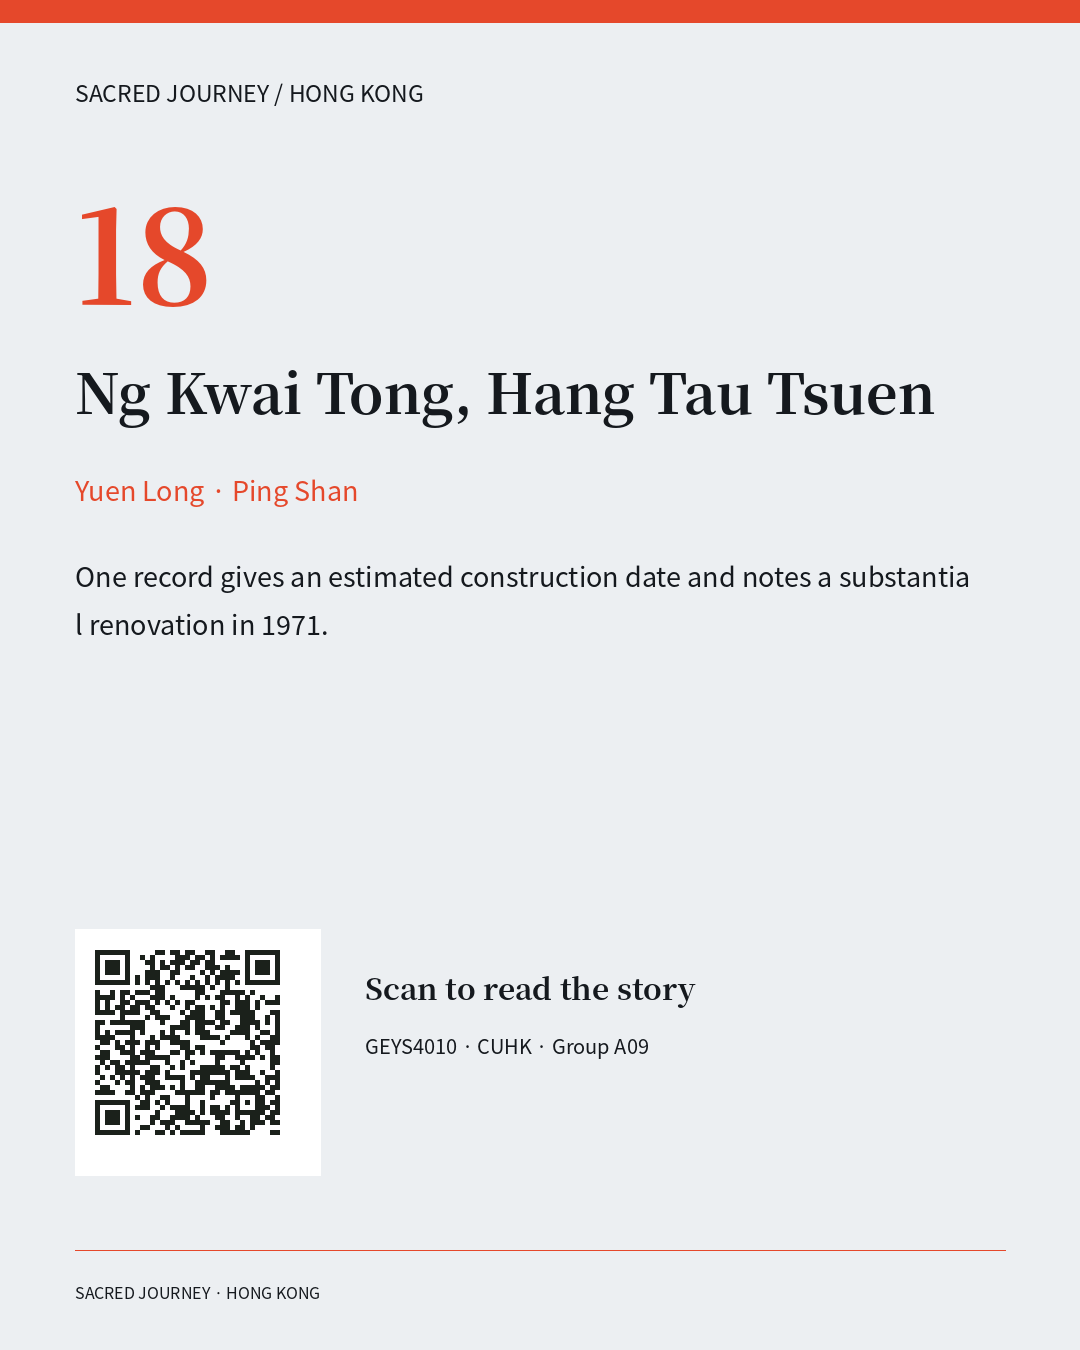 SACRED JOURNEY / HONG KONG
18
Ng Kwai Tong, Hang Tau Tsuen
Yuen Long · Ping Shan
One record gives an estimated construction date and notes a substantia
l renovation in 1971.
Scan to read the story
GEYS4010 · CUHK · Group A09
SACRED JOURNEY · HONG KONG